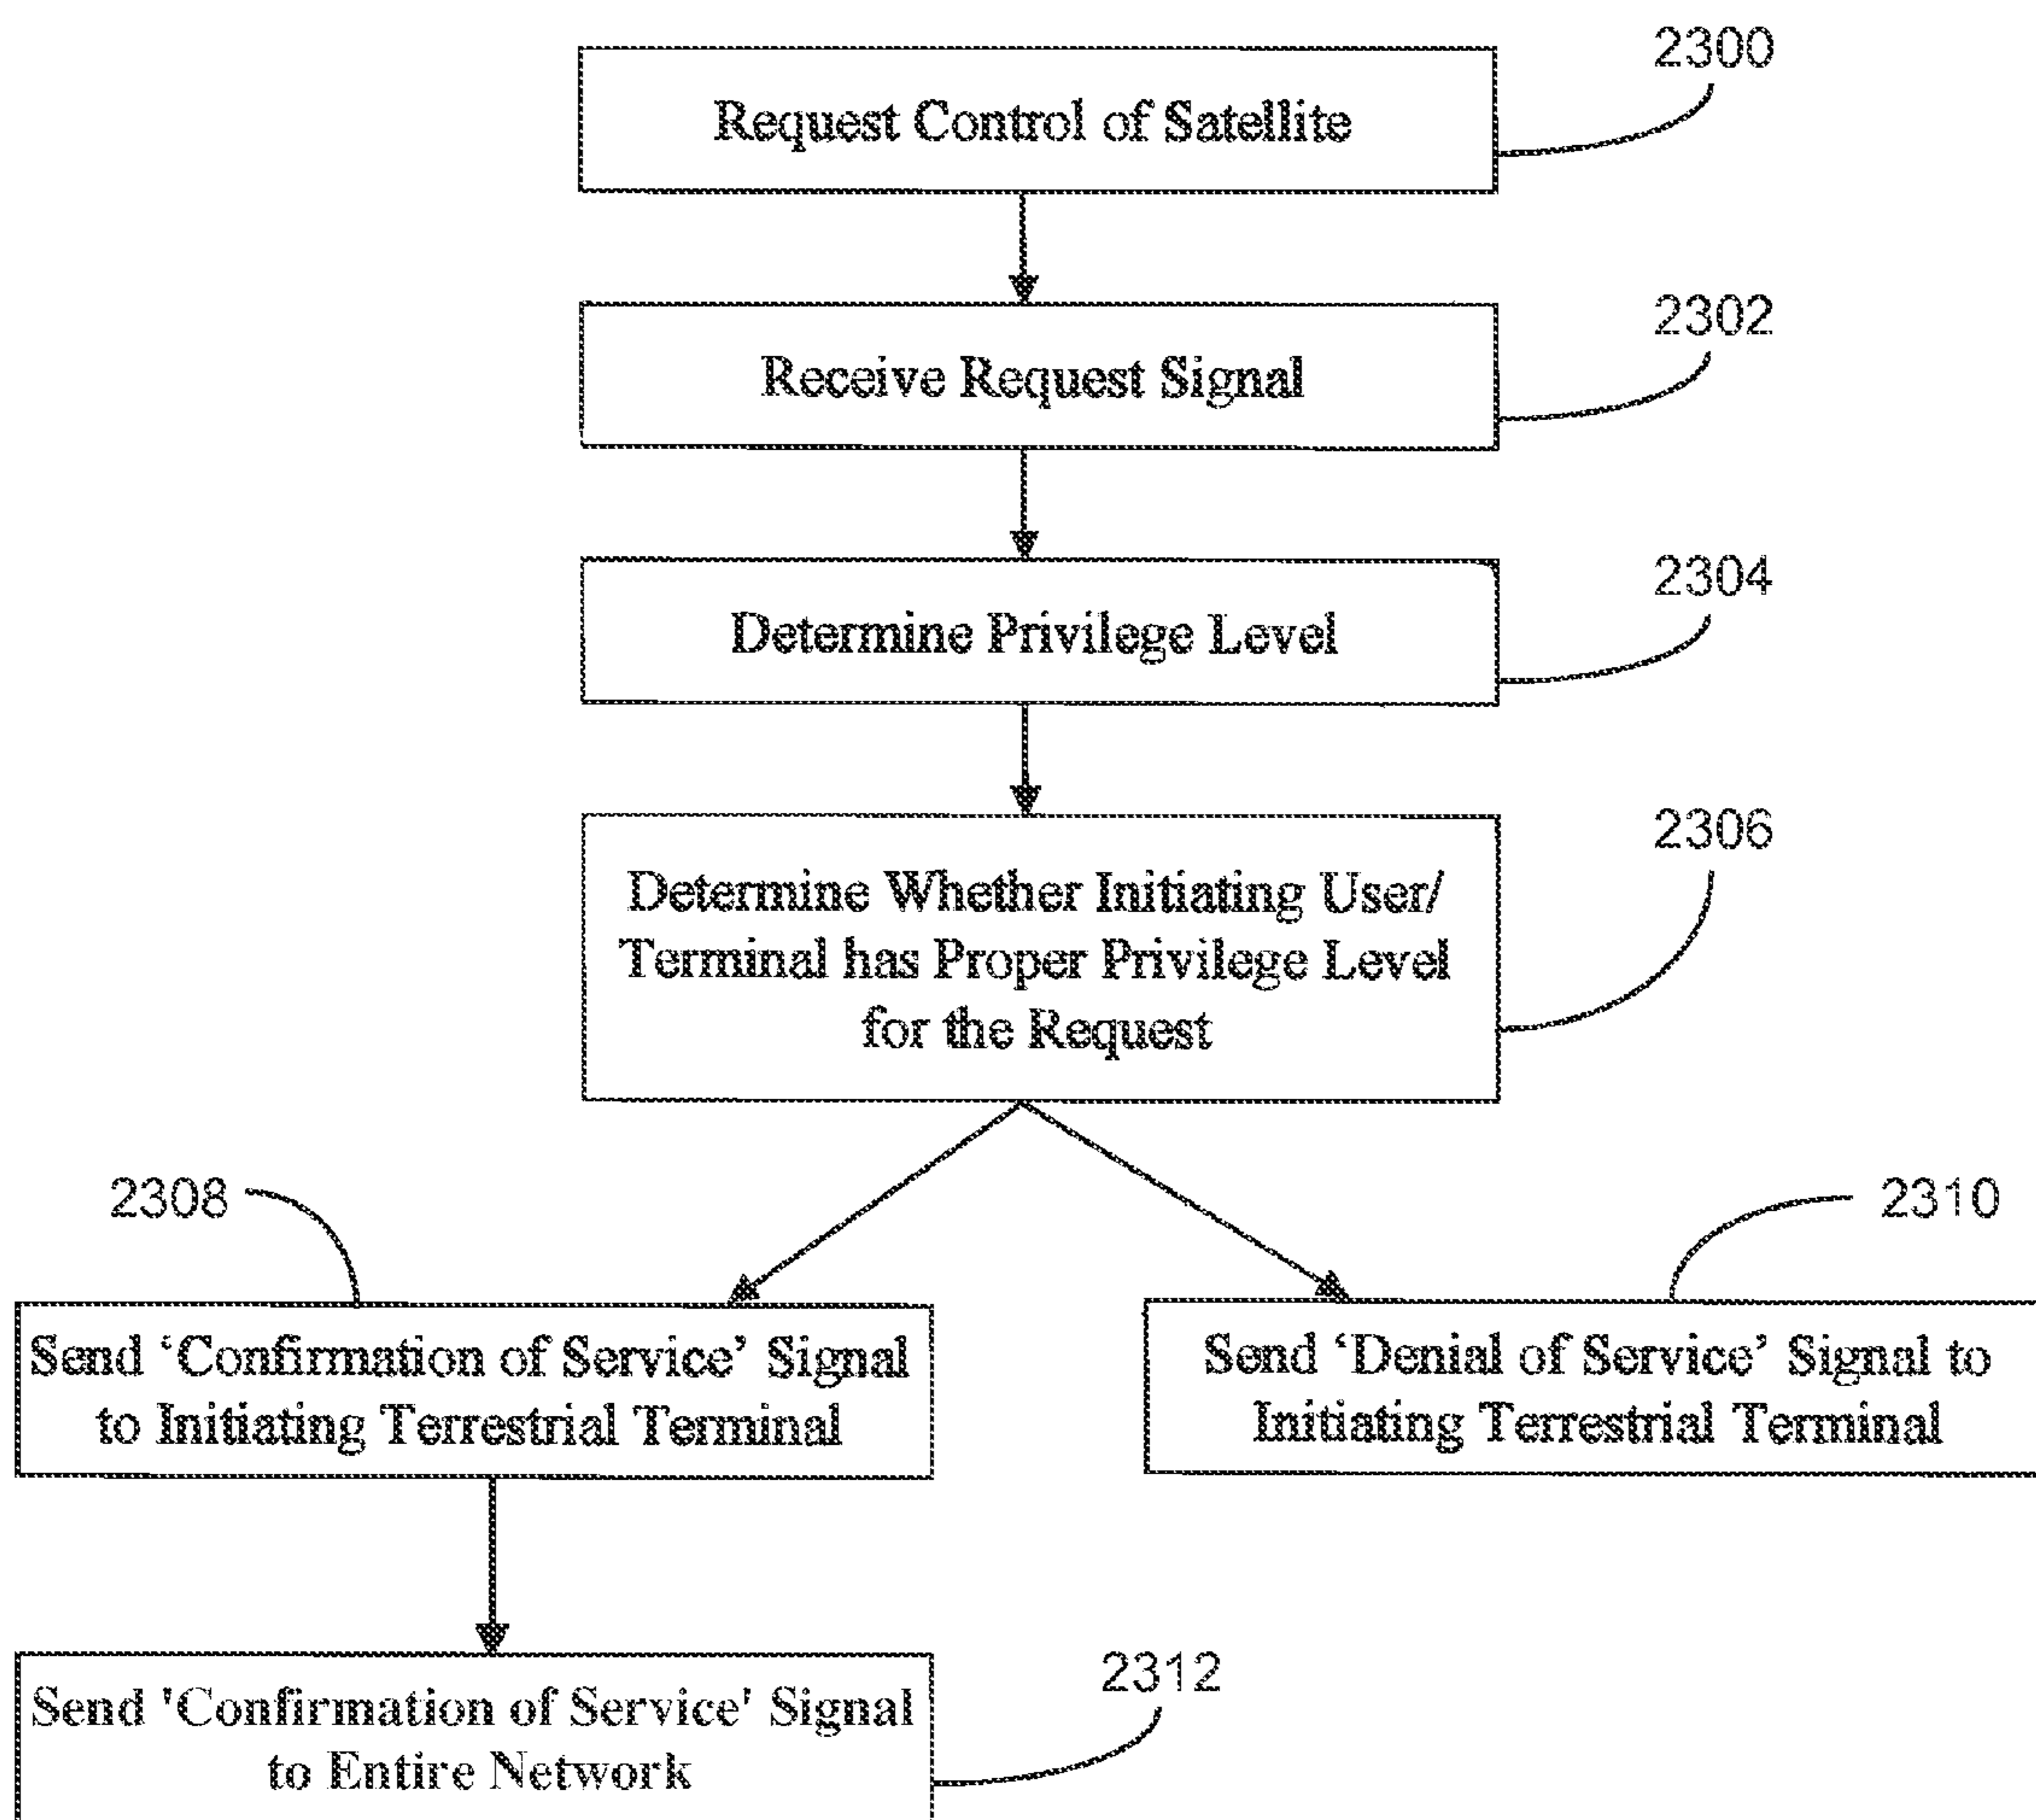 2300
Request Control of Satellite
2302
Receive Request Signal
2304
Determine Privilege Level
2306
Determine Whether Initiating User/
Terminal has Proper Privilege Level
for the Request
2308
2310
Send ‘Confirmation of Service’ Signal
to Initiating Terrestrial Terminal
Send ‘Denial of Service’ Signal to
Initiating Terrestrial Terminal
2312
Send 'Confirmation of Service' Signal
to Entire Network